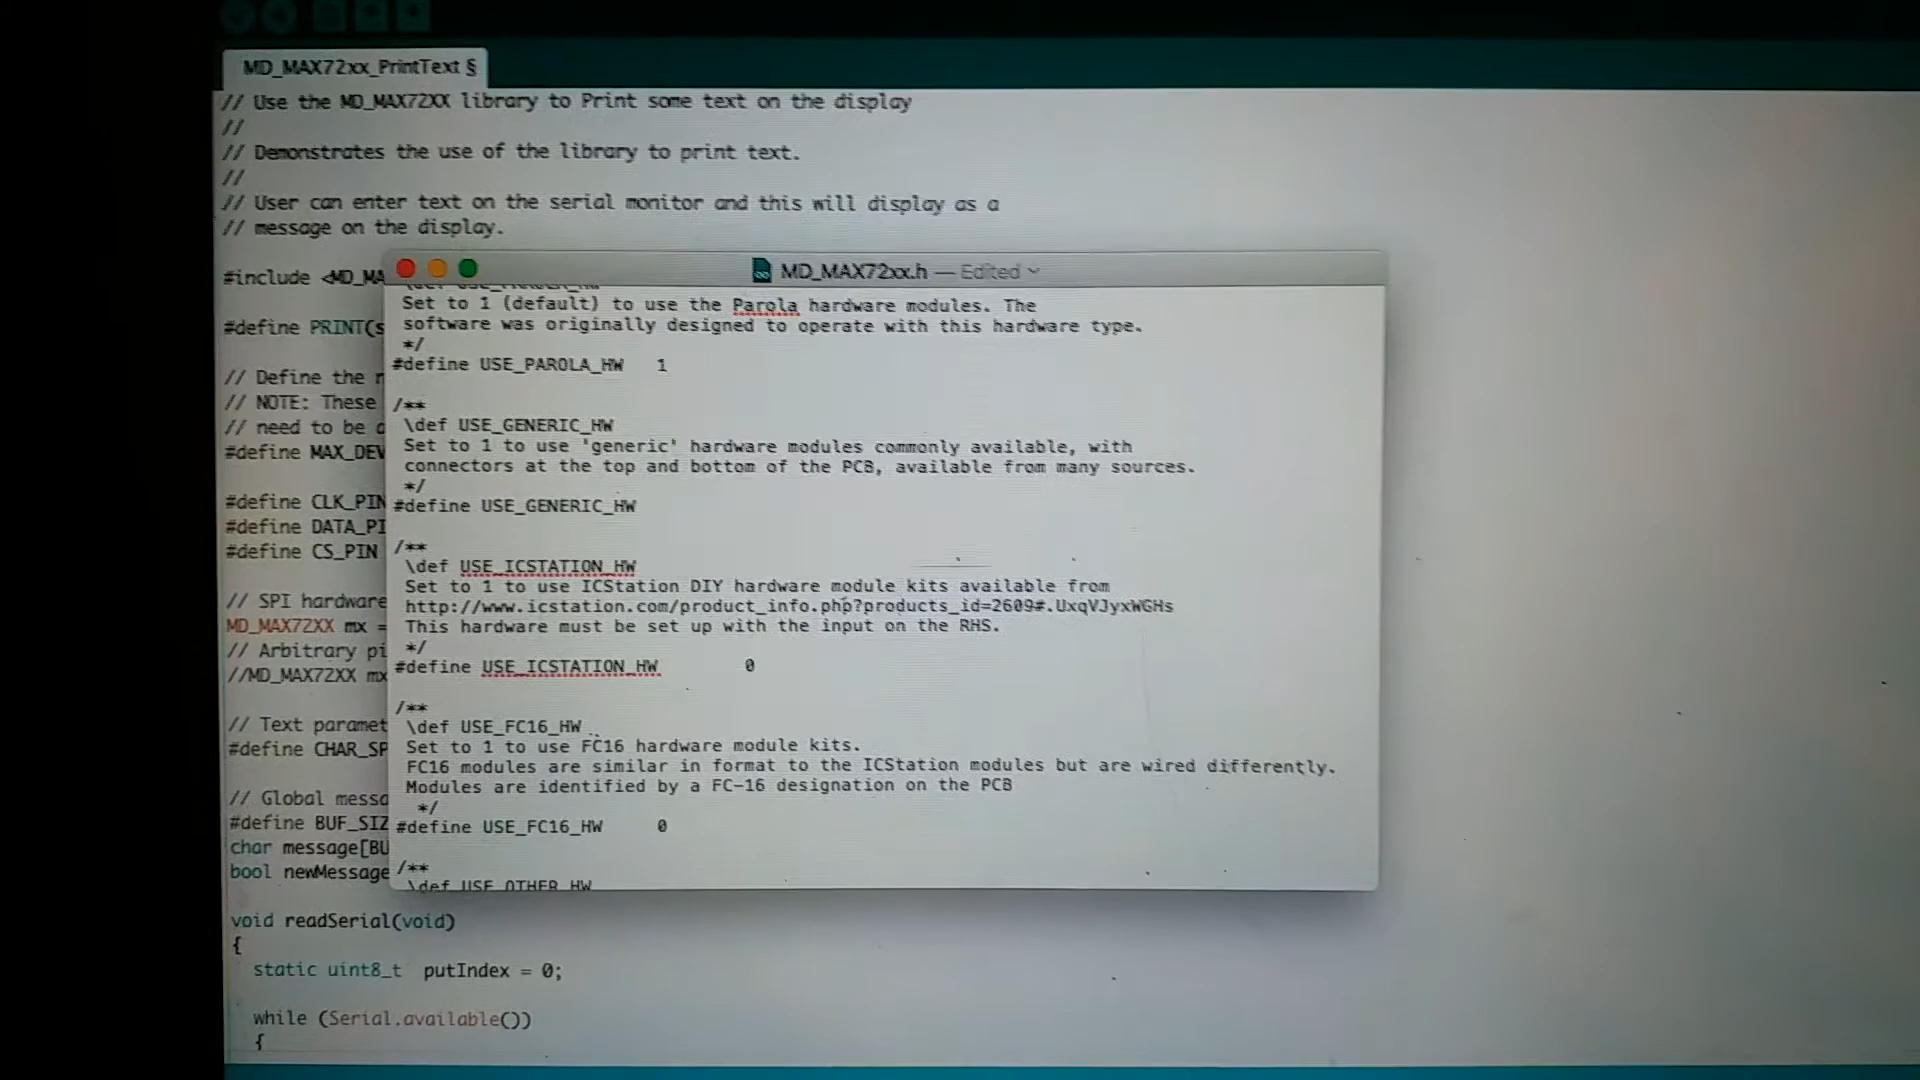 MD_MAX72xx_PrintText §
// Use the MD_MAX72XX library to Print some text on the display
//
// Demonstrates the use of the library to print text.
//
// User can enter text on the serial monitor and this will display as a
// message on the display.
#include <MD_MA
#define PRINT(s
// Define the n
// NOTE: These
// need to be a
#define MAX_DEV
#define CLK_PIN
#define DATA_PI
#define CS_PIN
// SPI hardware
MD_MAX72XX mx =
// Arbitrary pi
//MD_MAX72XX mx
// Text paramet
#define CHAR_SP
// Global messa
#define BUF_SIZ
char message[BU
bool newMessage
void readSerial(void)
{
static uint8_t putIndex = 0;
while (Serial.available())
{
MD_MAX72xx.h — Edited
Set to 1 (default) to use the Parola hardware modules. The
software was originally designed to operate with this hardware type.
*/
#define USE_PAROLA_HW 1
/**
\def USE_GENERIC_HW
Set to 1 to use 'generic' hardware modules commonly available, with
connectors at the top and bottom of the PCB, available from many sources.
*/
#define USE_GENERIC_HW
/**
\def USE_ICSTATION_HW
Set to 1 to use ICStation DIY hardware module kits available from
http://www.icstation.com/product_info.php?products_id=2609#.UxqVJyxWGHs
This hardware must be set up with the input on the RHS.
*/
#define USE_ICSTATION_HW 0
/**
\def USE_FC16_HW
Set to 1 to use FC16 hardware module kits.
FC16 modules are similar in format to the ICStation modules but are wired differently.
Modules are identified by a FC-16 designation on the PCB
*/
#define USE_FC16_HW 0
/**
\def USE_OTHER_HW